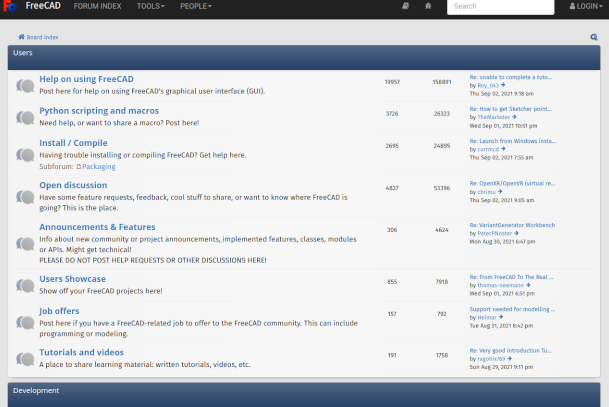 FreeCAD FORUM INDEX TOOLS PEOPLE Search LOGIN
Board index
Users
Help on using FreeCAD 19957 158891 Re: unable to complete a tuto...
Post here for help on using FreeCAD's graphical user interface (GUI). by Roy_043
Thu Sep 02, 2021 9:18 am
Python scripting and macros 3726 26323 Re: How to get Sketcher point...
Need help, or want to share a macro? Post here! by TheMarkster
Wed Sep 01, 2021 10:51 pm
Install / Compile 2695 24895 Re: Launch from Windows insta...
Having trouble installing or compiling FreeCAD? Get help here. by curtmcd
Subforum: Packaging Thu Sep 02, 2021 7:55 am
Open discussion 4827 53396 Re: OpenXR/OpenVR (virtual re...
Have some feature requests, feedback, cool stuff to share, or want to know where FreeCAD is by chrimu
going? This is the place. Thu Sep 02, 2021 9:05 am
Announcements & Features 306 4624 Re: VariantGenerator Workbench
Info about new community or project announcements, implemented features, classes, modules by PeterPNoster
or APIs. Might get technical! Mon Aug 30, 2021 6:47 pm
PLEASE DO NOT POST HELP REQUESTS OR OTHER DISCUSSIONS HERE!
Users Showcase 855 7918 Re: From FreeCAD To The Real ...
Show off your FreeCAD projects here! by thomas-neemann
Wed Sep 01, 2021 6:51 pm
Job offers 157 792 Support needed for modelling ...
Post here if you have a FreeCAD-related job to offer to the FreeCAD community. This can include by Helmar
programming or modeling. Tue Aug 31, 2021 8:42 pm
Tutorials and videos 191 1758 Re: Very good introduction Tu...
A place to share learning material: written tutorials, videos, etc. by ragohix769
Sun Aug 29, 2021 9:11 pm
Development